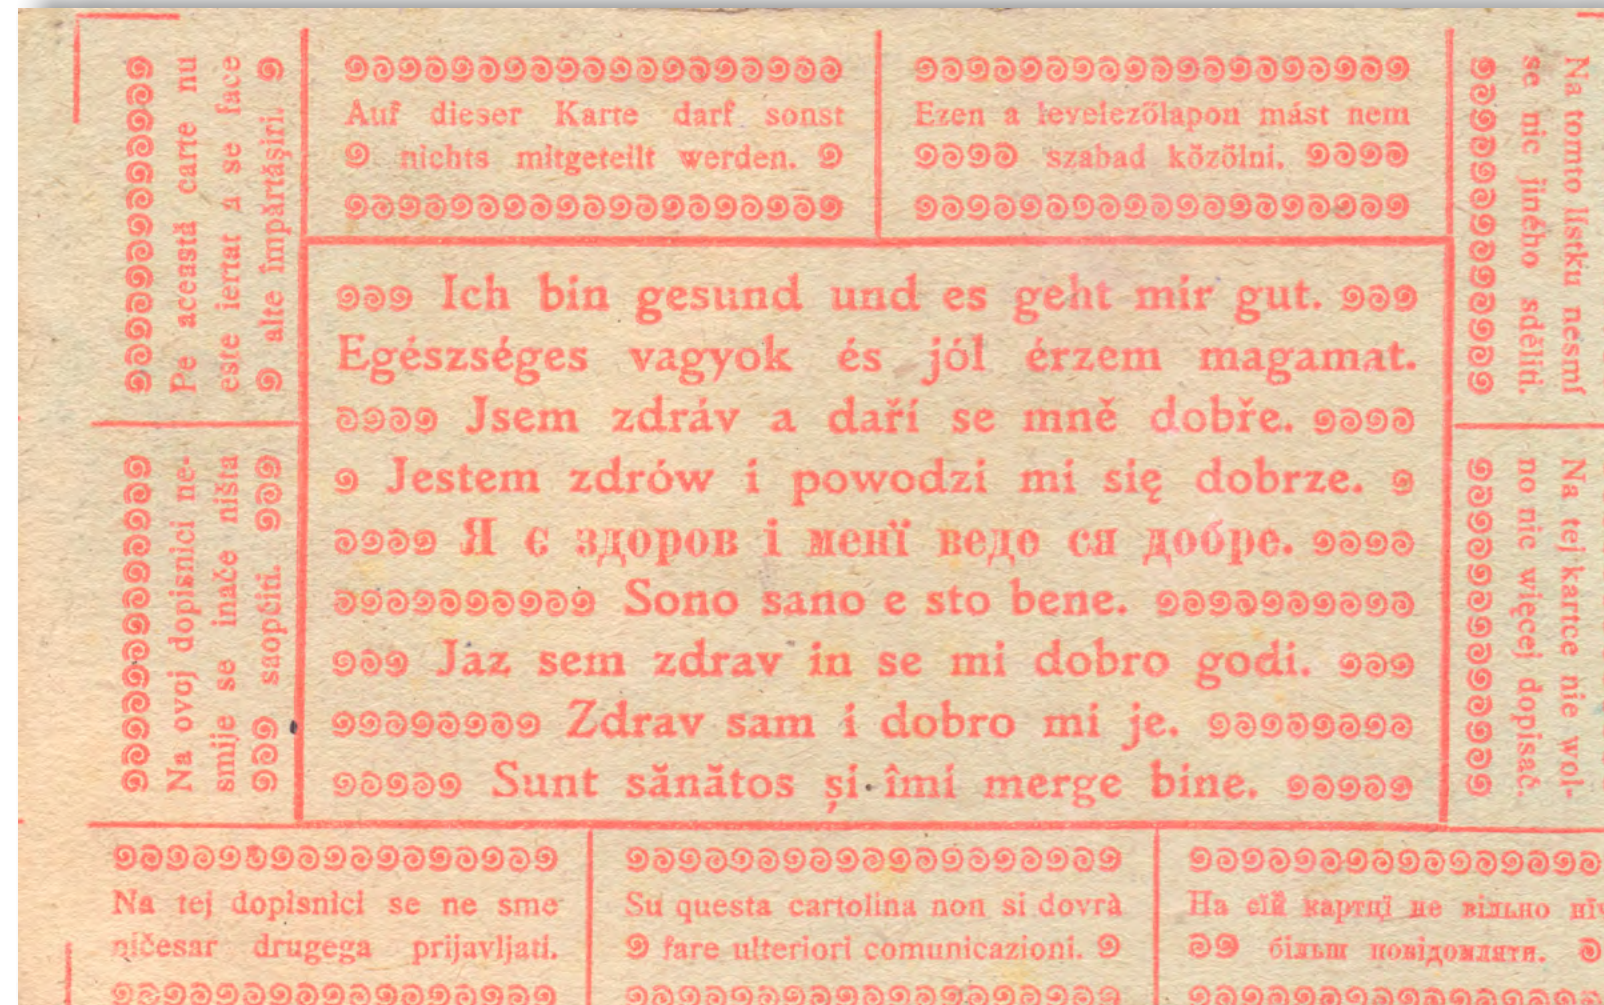 Pe această carte nu
este iertat a se face
alte împărtăşiri.
Auf dieser Karte darf sonst
nichts mitgeteilt werden.
Ezen a levelezőlapon mást nem
szabad közölni.
Na tomto lístku nesmí
se nic jiného sděliti.
Ich bin gesund und es geht mir gut.
Egészséges vagyok és jól érzem magamat.
Jsem zdráv a daří se mně dobře.
Jestem zdrów i powodzi mi się dobrze.
Я є здоров і менї ведо ся добре.
Sono sano e sto bene.
Jaz sem zdrav in se mi dobro godi.
Zdrav sam i dobro mi je.
Sunt sănătos şi îmi merge bine.
Na ovoj dopisnici ne-
smije se inače ništa
saopćiti.
Na tej kartce nie wol-
no nic więcej dopisać.
Na tej dopisnici se ne sme
ničesar drugega prijavljati.
Su questa cartolina non si dovrà
fare ulteriori comunicazioni.
На сїй картцї не вільно
більш повідомляти.